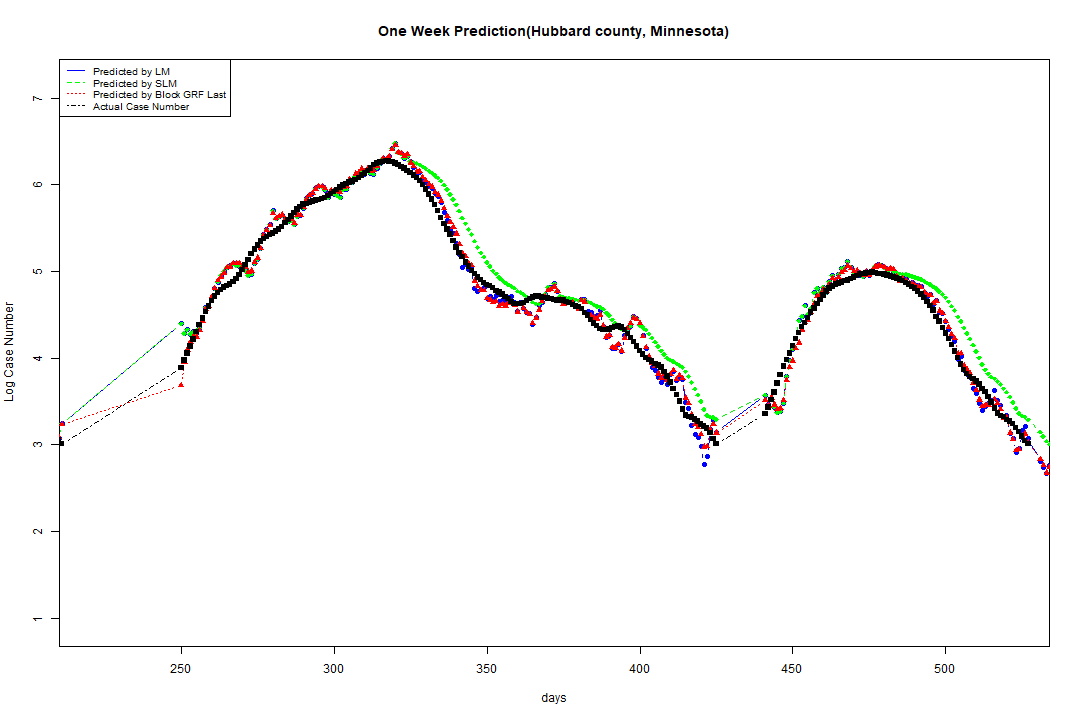 One Week Prediction(Hubbard county, Minnesota)
Predicted by LM
Predicted by SLM
Predicted by Block GRF Last
Actual Case Number
7
6
5
4
3
2
1
Log Case Number
250 300 350 400 450 500
days